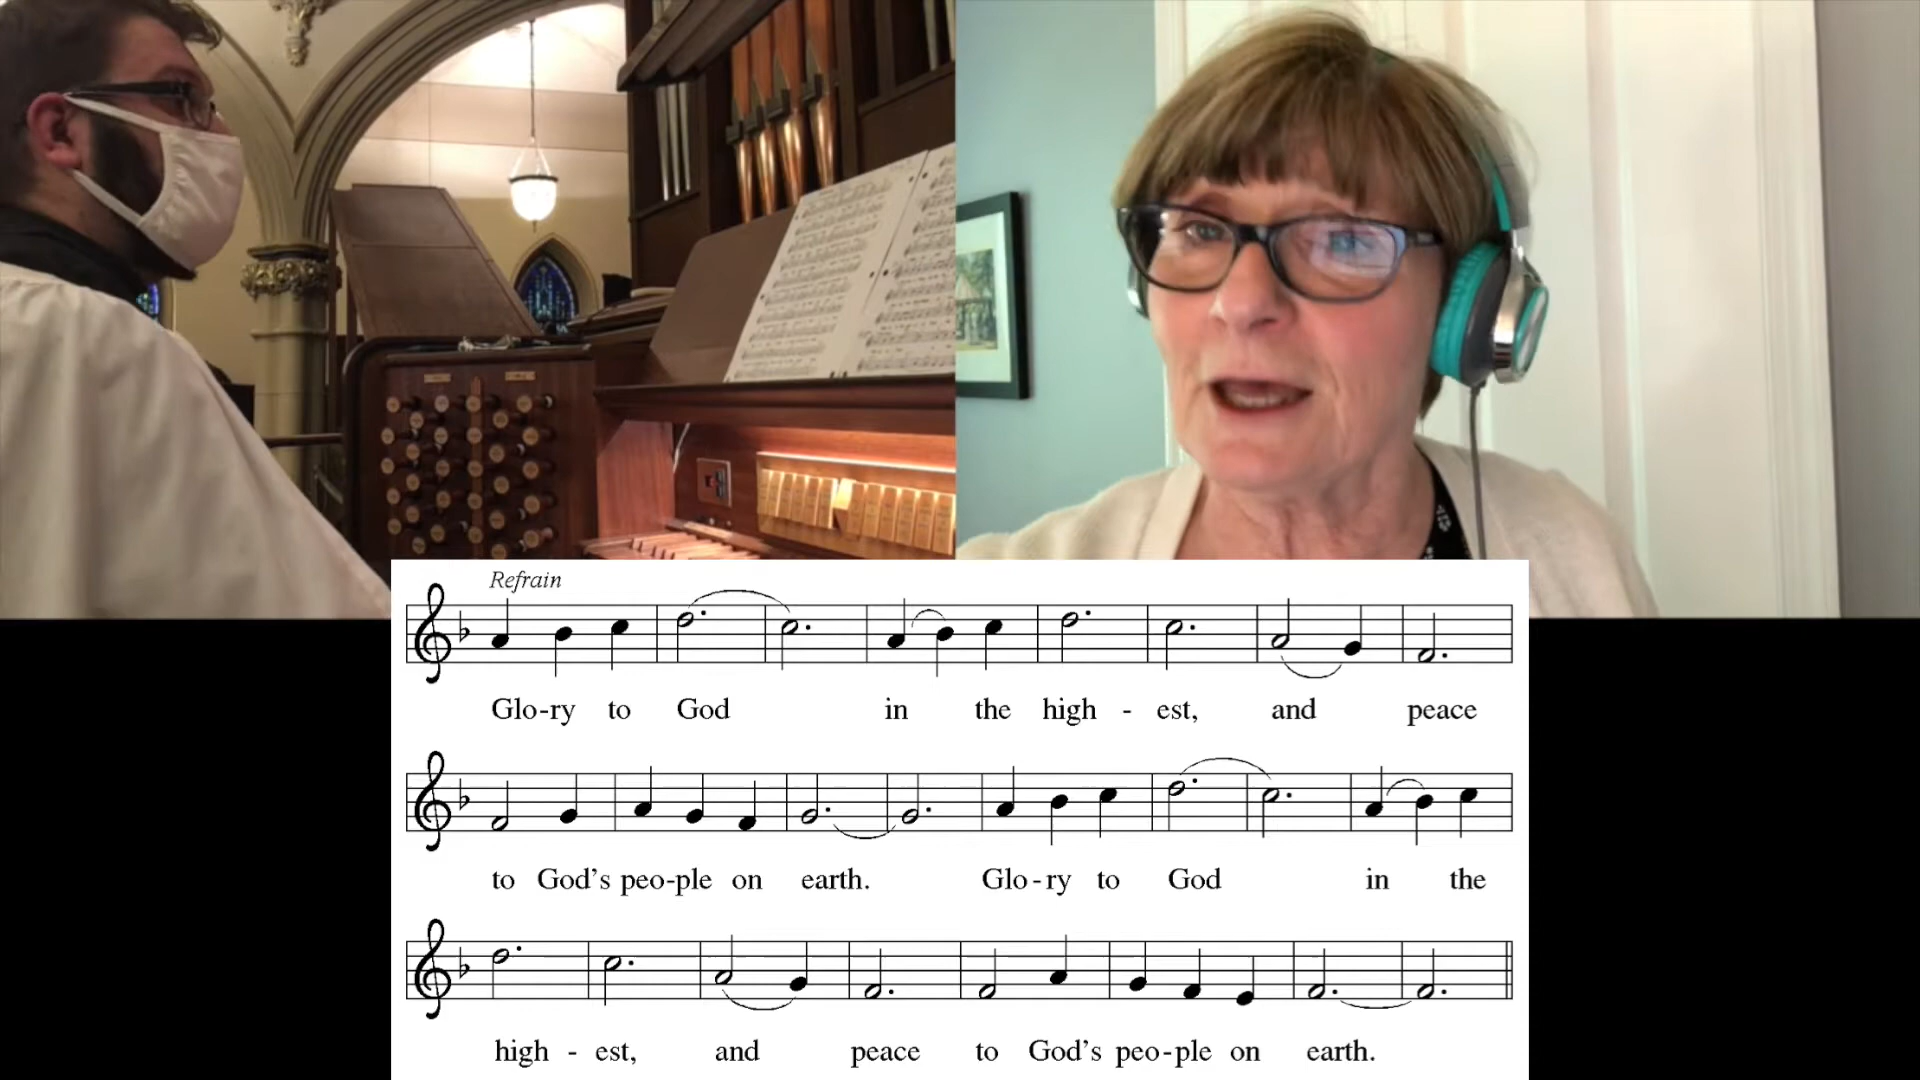 Refrain
Glo-ry to God in the high - est, and peace
to God's peo-ple on earth. Glo-ry to God in the
high - est, and peace to God's peo-ple on earth.